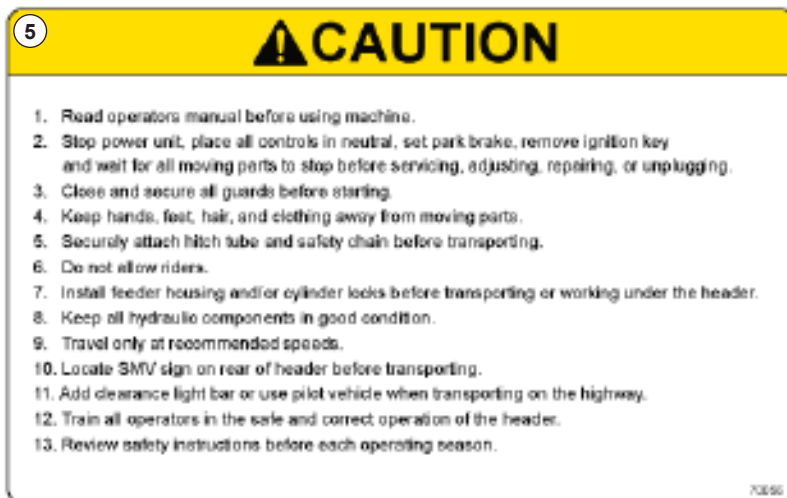 5
CAUTION
1. Read operators manual before using machine.
2. Stop power unit, place all controls in neutral, set park brake, remove ignition key
and wait for all moving parts to stop before servicing, adjusting, repairing, or unplugging.
3. Close and secure all guards before starting.
4. Keep hands, feet, hair, and clothing away from moving parts.
5. Securely attach hitch tube and safety chain before transporting.
6. Do not allow riders.
7. Install feeder housing and/or cylinder locks before transporting or working under the header.
8. Keep all hydraulic components in good condition.
9. Travel only at recommended speeds.
10. Locate SMV sign on rear of header before transporting.
11. Add clearance light bar or use pilot vehicle when transporting on the highway.
12. Train all operators in the safe and correct operation of the header.
13. Review safety instructions before each operating season.